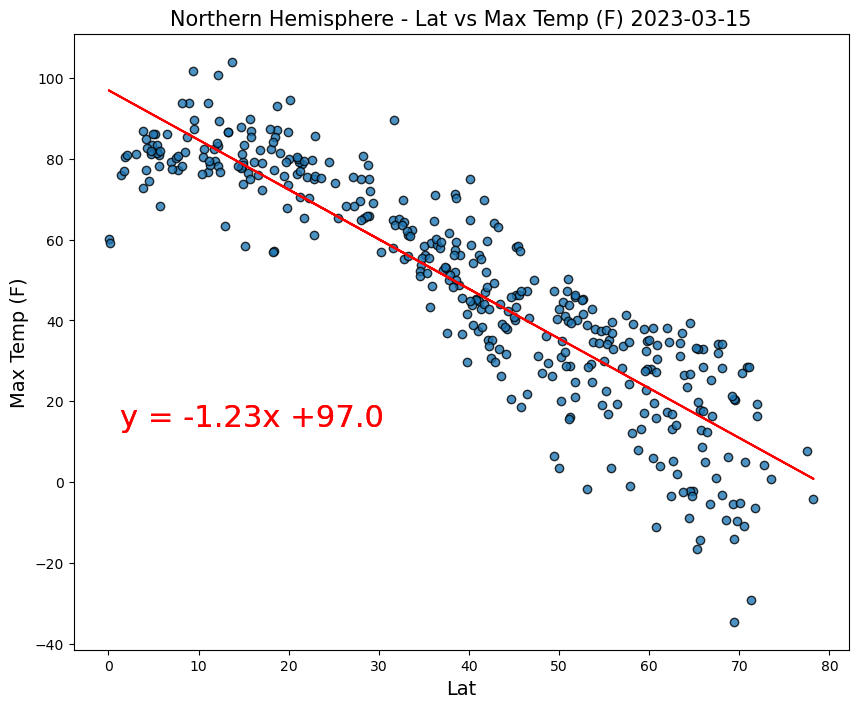 Northern Hemisphere - Lat vs Max Temp (F) 2023-03-15
Max Temp (F)
100
80
60
40
20
0
−20
−40
y = -1.23x +97.0
0 10 20 30 40 50 60 70 80
Lat